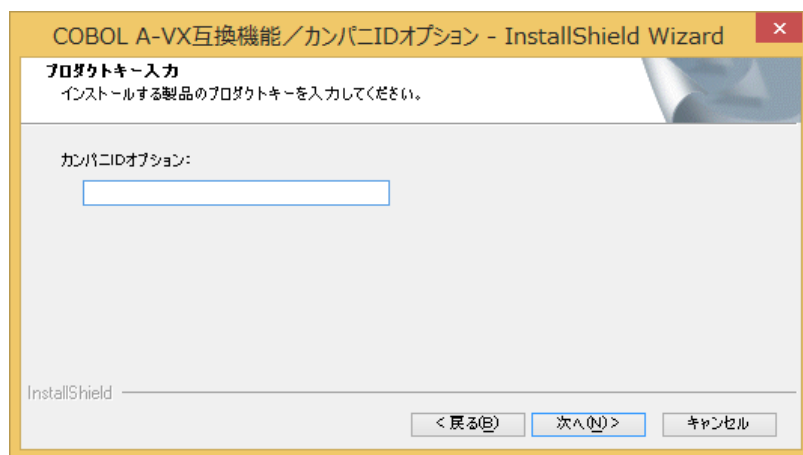 COBOL A-VX互換機能／カンパニIDオプション - InstallShield Wizard
プロダクトキー入力
インストールする製品のプロダクトキーを入力してください。
カンパニIDオプション:
InstallShield
< 戻る(B)
次へ(N) >
キャンセル